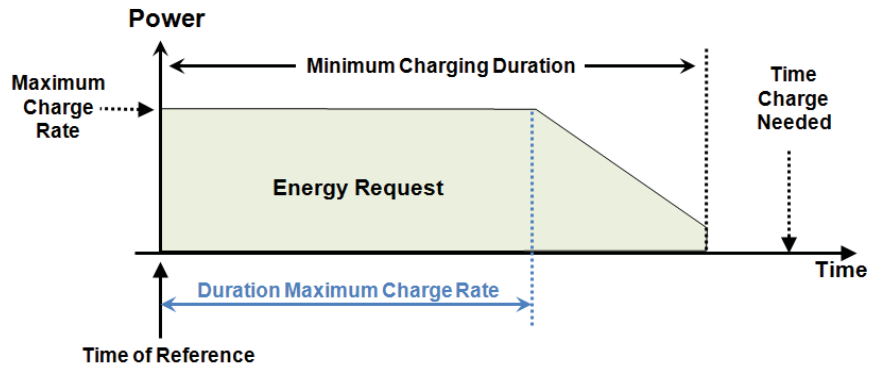 Power
Minimum Charging Duration
Maximum
Charge
Rate
Time
Charge
Needed
Energy Request
Time
Duration Maximum Charge Rate
Time of Reference